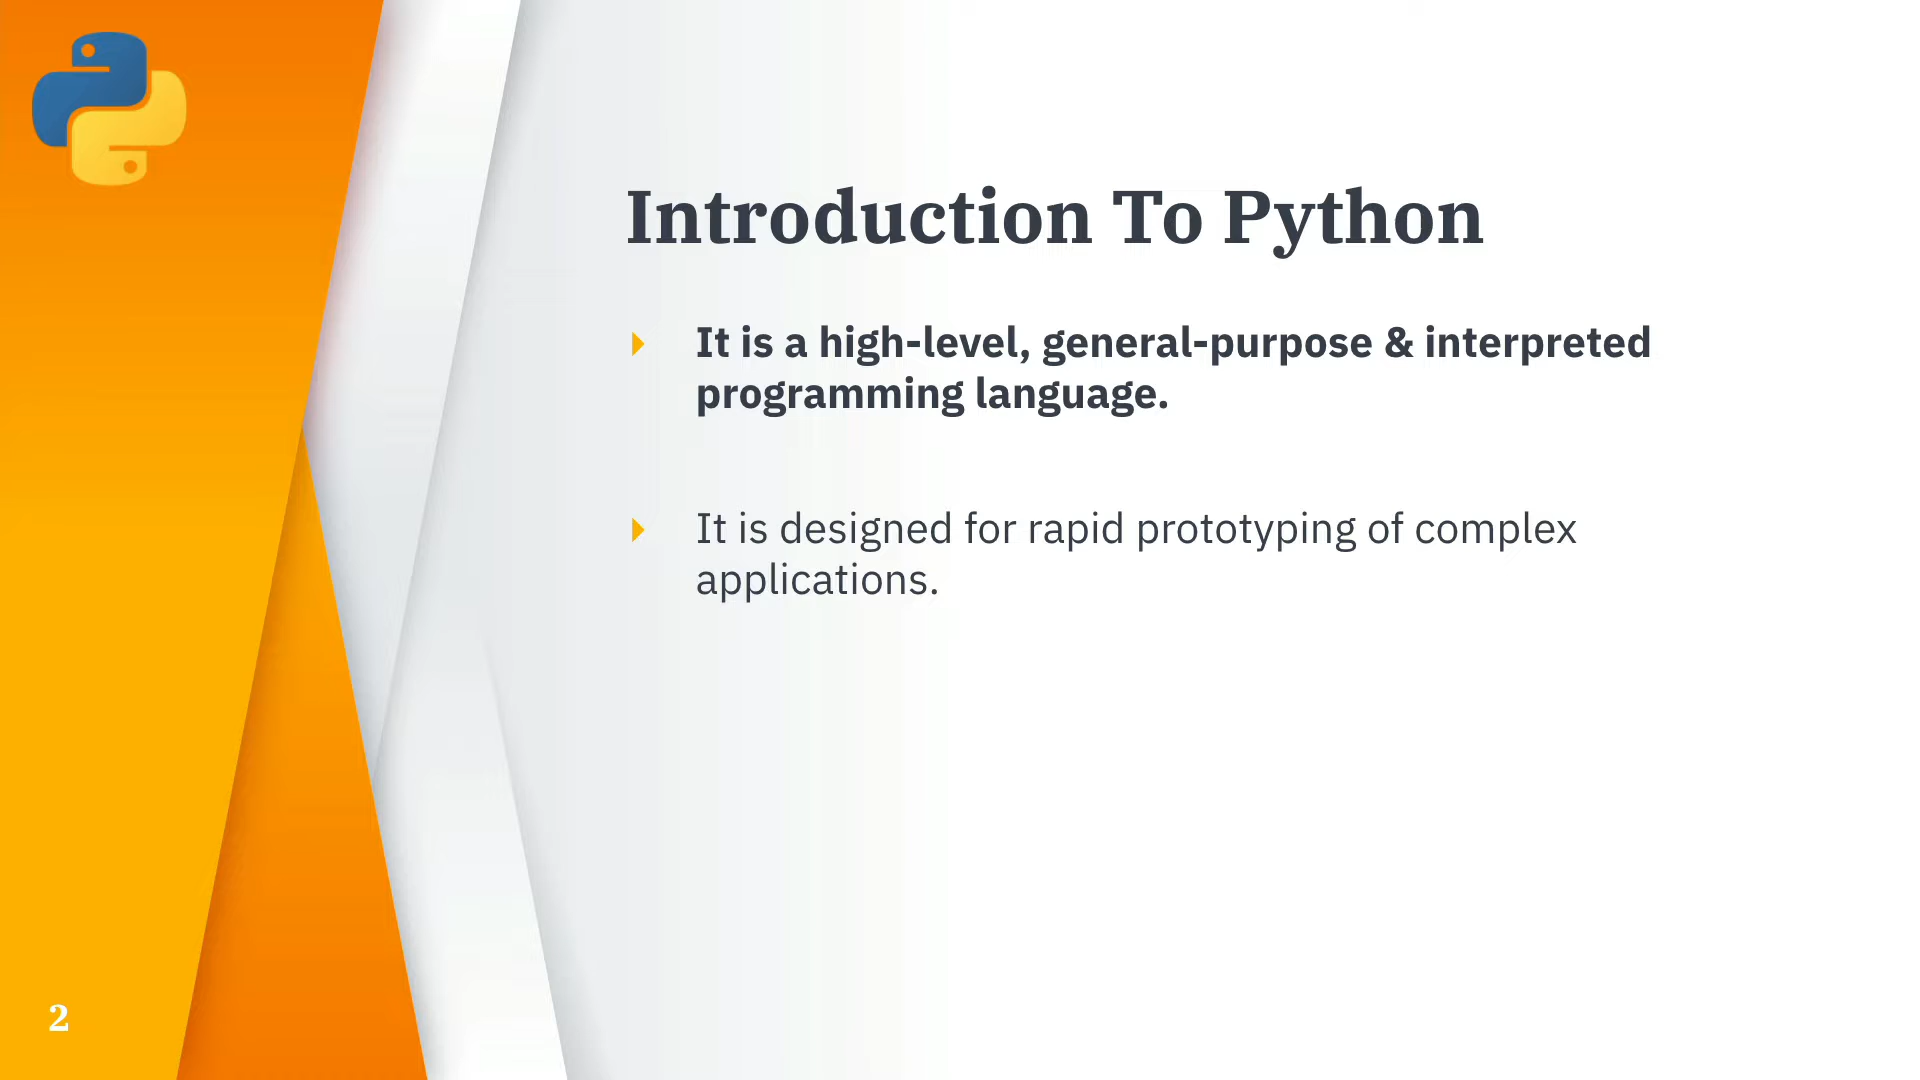 Introduction To Python
It is a high-level, general-purpose & interpreted
programming language.
It is designed for rapid prototyping of complex
applications.
2